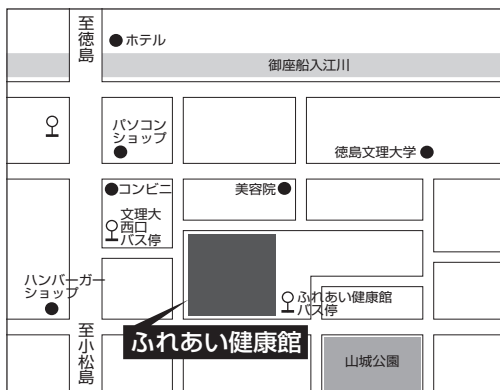 至徳島
ホテル
御座船入江川
パソコン
ショップ
徳島文理大学
コンビニ
美容院
文理大
西口
バス停
ハンバーガー
ショップ
ふれあい健康館
バス停
至小松島
ふれあい健康館
山城公園